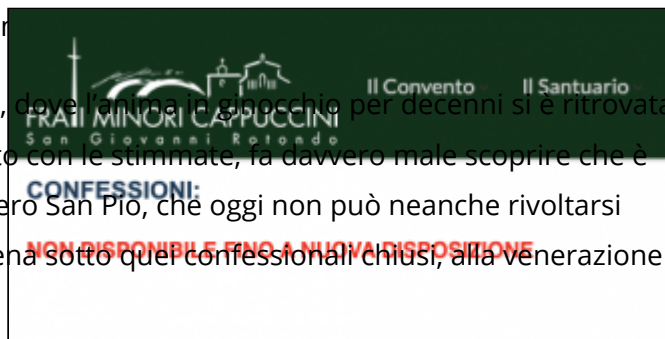 Il Convento Il Santuario
, dove l'anima in ginocchio per decenni si è ritrovata
FRATI MINORI CAPPUCCINI
San Giovanni Rotondo
to con le stimmate, fa davvero male scoprire che è
CONFESSIONI:
ero San Pio, che oggi non può neanche rivoltarsi
NON DISPONIBILE FINO A NUOVA DISPOSIZIONE
ena sotto quei confessionali chiusi, alla venerazione